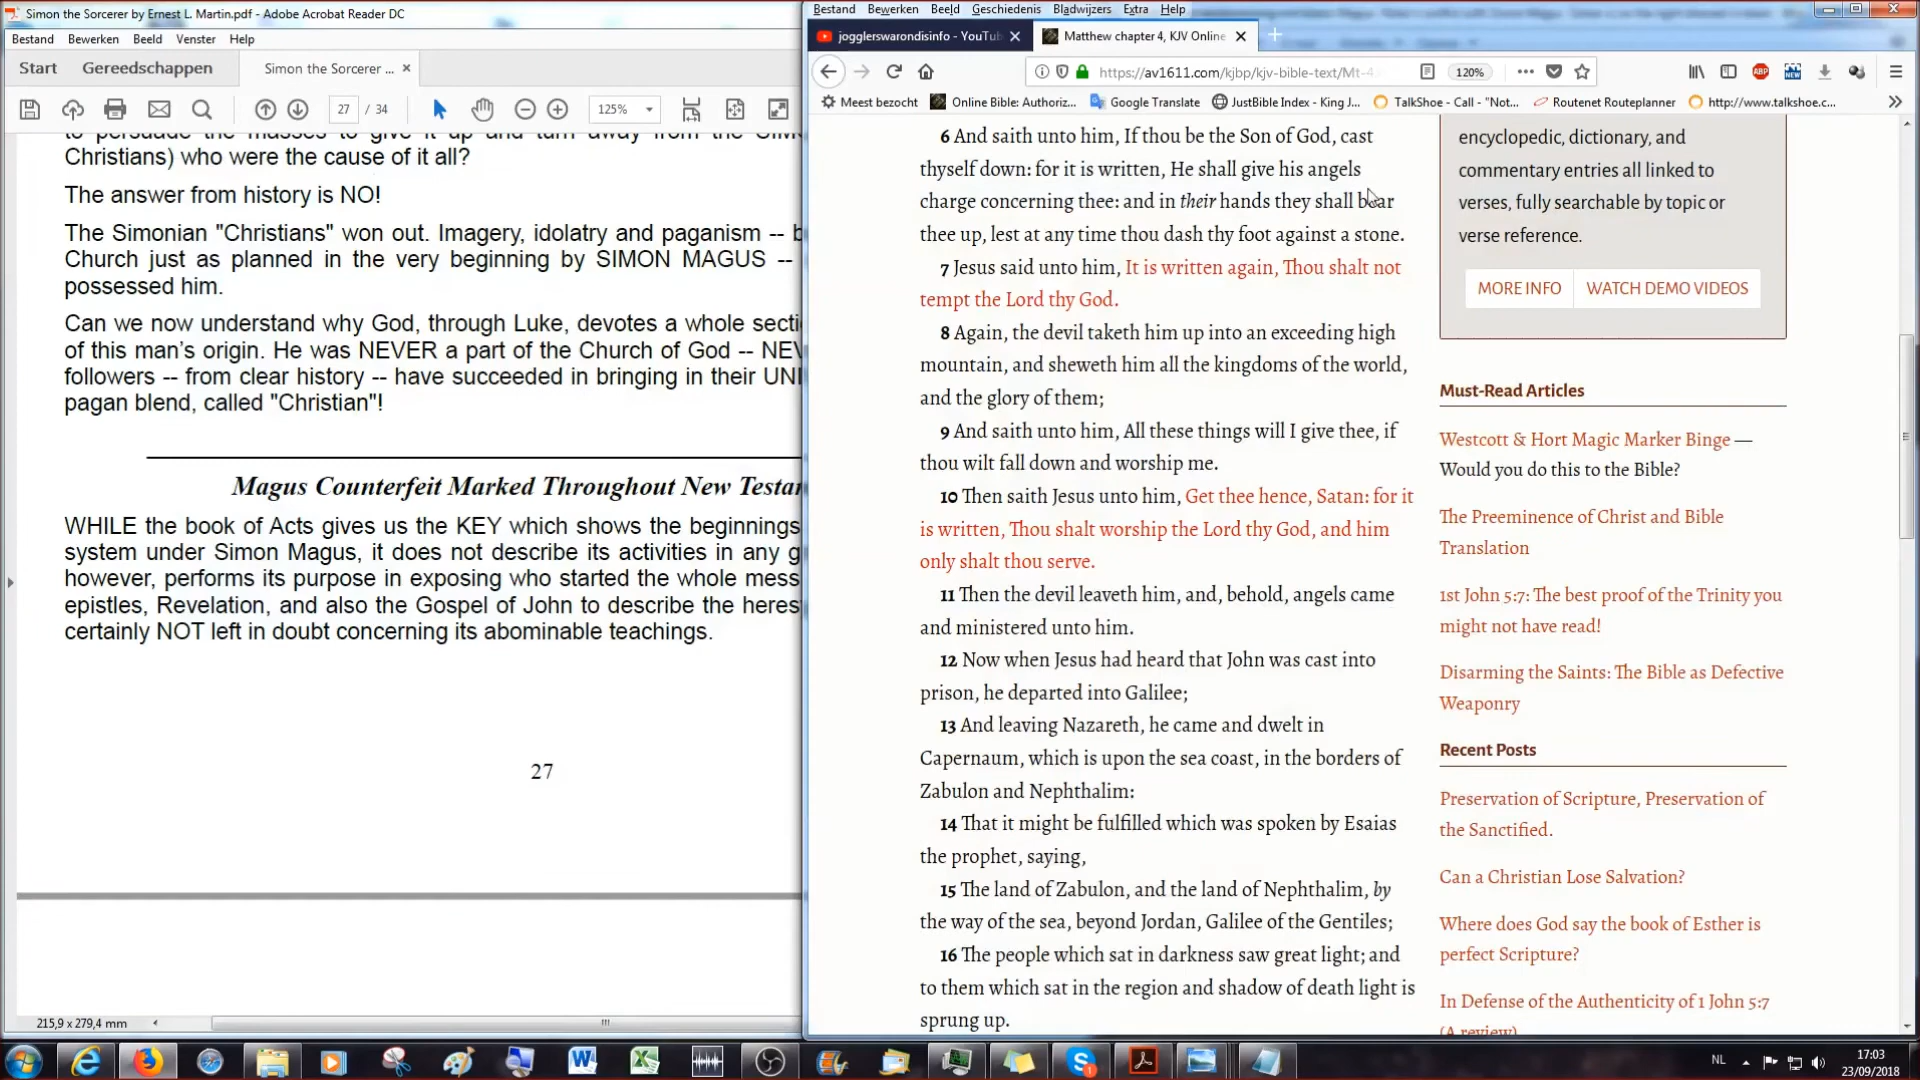 Simon the Sorcerer by Ernest L. Martin.pdf - Adobe Acrobat Reader DC
Bestand Bewerken Beeld Venster Help
Start Gereedschappen Simon the Sorcerer ... ×
27 / 34 125%
Christians) who were the cause of it all?
The answer from history is NO!
The Simonian "Christians" won out. Imagery, idolatry and paganism --
Church just as planned in the very beginning by SIMON MAGUS --
possessed him.
Can we now understand why God, through Luke, devotes a whole
of this man's origin. He was NEVER a part of the Church of God --
followers -- from clear history -- have succeeded in bringing in their
pagan blend, called "Christian"!
Magus Counterfeit Marked Throughout New
WHILE the book of Acts gives us the KEY which shows the beginnings
system under Simon Magus, it does not describe its activities in any
however, performs its purpose in exposing who started the whole mess
epistles, Revelation, and also the Gospel of John to describe the
certainly NOT left in doubt concerning its abominable teachings.
27
215,9 x 279,4 mm
Bestand Bewerken Beeld Geschiedenis Bladwijzers Extra Help
jogglerswarondisinfo - YouTu × Matthew chapter 4, KJV Online ×
https://av1611.com/kjbp/kjv-bible-text/Mt-4 120%
Meest bezocht Online Bible: Authoriz... Google Translate JustBible Index - King J... TalkShoe - Call - "Not... Routenet Routeplanner http://www.talkshoe.c...
6 And saith unto him, If thou be the Son of God, cast
thyself down: for it is written, He shall give his angels
charge concerning thee: and in their hands they shall bear
thee up, lest at any time thou dash thy foot against a stone.
7 Jesus said unto him, It is written again, Thou shalt not
tempt the Lord thy God.
8 Again, the devil taketh him up into an exceeding high
mountain, and sheweth him all the kingdoms of the world,
and the glory of them;
9 And saith unto him, All these things will I give thee, if
thou wilt fall down and worship me.
10 Then saith Jesus unto him, Get thee hence, Satan: for it
is written, Thou shalt worship the Lord thy God, and him
only shalt thou serve.
11 Then the devil leaveth him, and, behold, angels came
and ministered unto him.
12 Now when Jesus had heard that John was cast into
prison, he departed into Galilee;
13 And leaving Nazareth, he came and dwelt in
Capernaum, which is upon the sea coast, in the borders of
Zabulon and Nephthalim:
14 That it might be fulfilled which was spoken by Esaias
the prophet, saying,
15 The land of Zabulon, and the land of Nephthalim, by
the way of the sea, beyond Jordan, Galilee of the Gentiles;
16 The people which sat in darkness saw great light; and
to them which sat in the region and shadow of death light is
sprung up.
encyclopedic, dictionary, and
commentary entries all linked to
verses, fully searchable by topic or
verse reference.
MORE INFO WATCH DEMO VIDEOS
Must-Read Articles
Westcott & Hort Magic Marker Binge —
Would you do this to the Bible?
The Preeminence of Christ and Bible
Translation
1st John 5:7: The best proof of the Trinity you
might not have read!
Disarming the Saints: The Bible as Defective
Weaponry
Recent Posts
Preservation of Scripture, Preservation of
the Sanctified.
Can a Christian Lose Salvation?
Where does God say the book of Esther is
perfect Scripture?
In Defense of the Authenticity of 1 John 5:7
(A review)
NL 17:03
23/09/2018